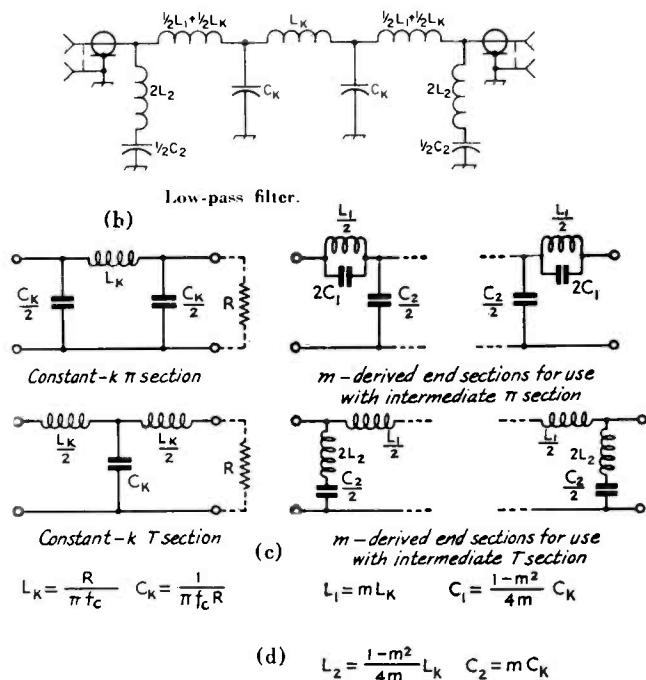 ½L₁+½Lₖ Lₖ ½L₁+½Lₖ
2L₂ Cₖ Cₖ 2L₂
½C₂ ½C₂
Low-pass filter.
(b)
L₁/2 L₁/2
Lₖ 2C₁ 2C₁
Cₖ/2 Cₖ/2 R C₂/2 C₂/2
Constant-k π section
m-derived end sections for use
with intermediate π section
Lₖ/2 Lₖ/2 L₁/2 L₁/2
Cₖ R 2L₂ 2L₂
C₂/2 C₂/2
Constant-k T section
m-derived end sections for use
with intermediate T section
(c)
Lₖ = R/(π f_c) Cₖ = 1/(π f_c R) L₁ = mLₖ C₁ = (1-m²)/(4m) Cₖ
(d) L₂ = (1-m²)/(4m) Lₖ C₂ = m Cₖ